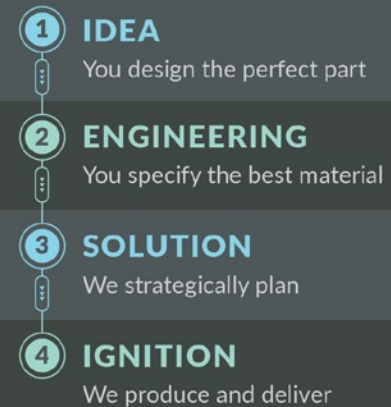 1 IDEA
You design the perfect part
2 ENGINEERING
You specify the best material
3 SOLUTION
We strategically plan
4 IGNITION
We produce and deliver